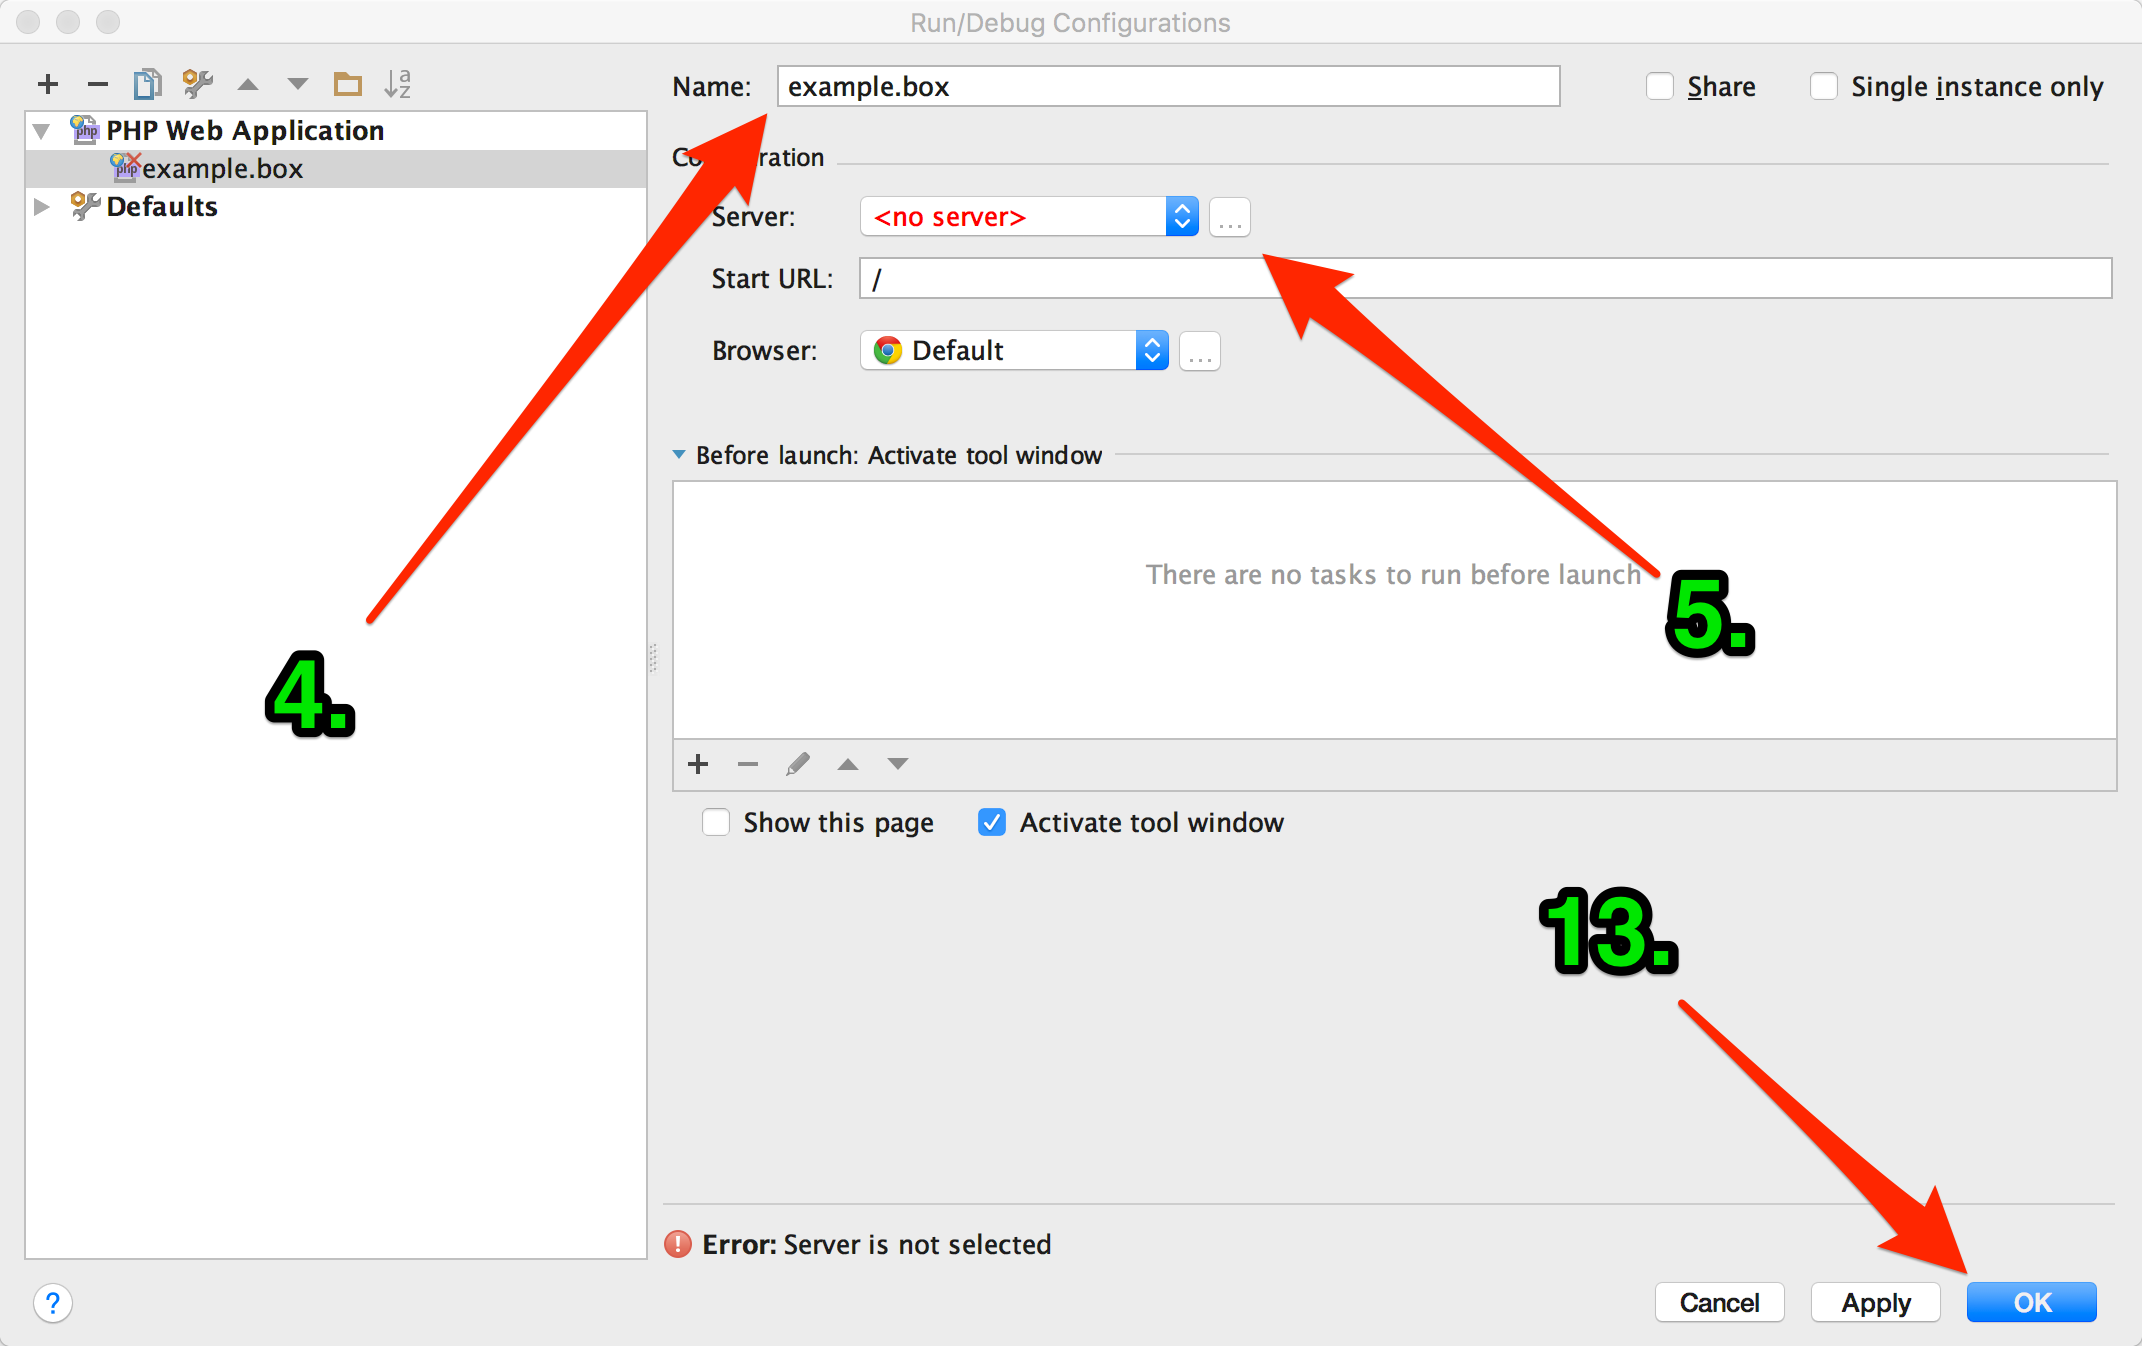 Run/Debug Configurations
a
z
Name: example.box
Share
Single instance only
php PHP Web Application
php example.box
Defaults
Co ration
Server: <no server> ...
Start URL: /
Browser: Default ...
Before launch: Activate tool window
There are no tasks to run before launch
4.
5.
Show this page
Activate tool window
13.
! Error: Server is not selected
?
Cancel
Apply
OK